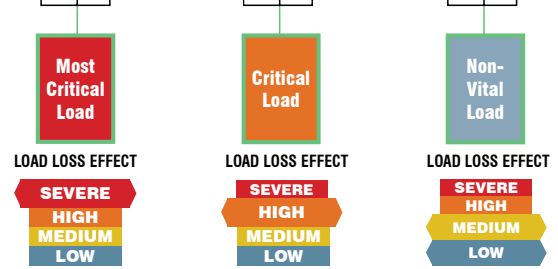 Most
Critical
Load
LOAD LOSS EFFECT
SEVERE
HIGH
MEDIUM
LOW
Critical
Load
LOAD LOSS EFFECT
SEVERE
HIGH
MEDIUM
LOW
Non-
Vital
Load
LOAD LOSS EFFECT
SEVERE
HIGH
MEDIUM
LOW